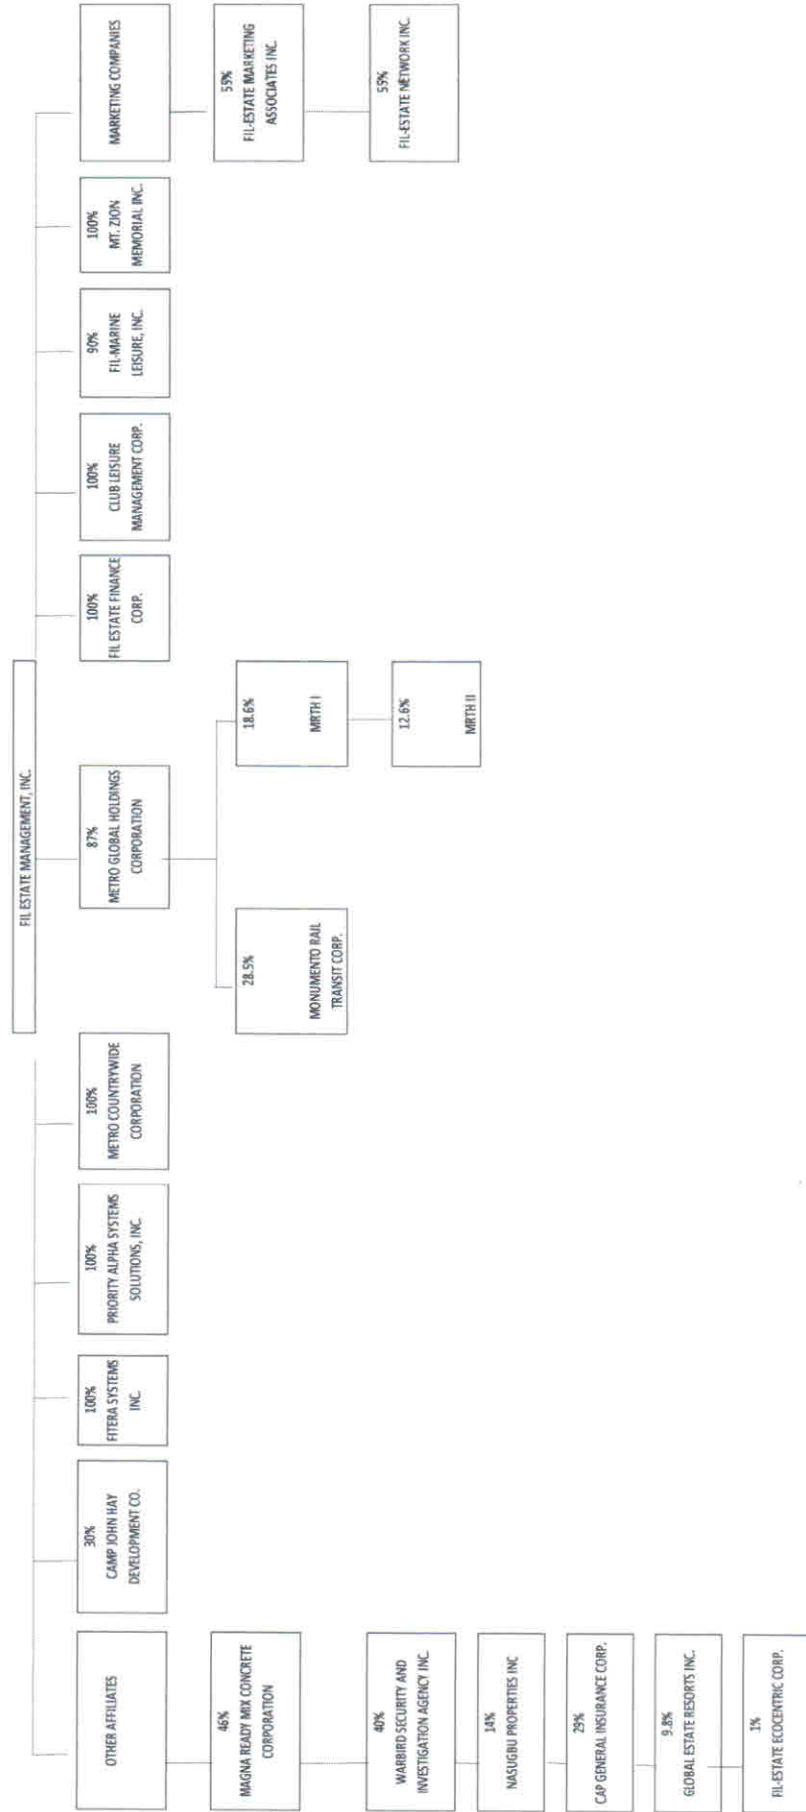 FIL ESTATE MANAGEMENT, INC.
OTHER AFFILIATES
30%
CAMP JOHN HAY
DEVELOPMENT CO.
100%
FITERA SYSTEMS
INC.
100%
PRIORITY ALPHA SYSTEMS
SOLUTIONS, INC.
100%
METRO COUNTRYWIDE
CORPORATION
87%
METRO GLOBAL HOLDINGS
CORPORATION
100%
FIL ESTATE FINANCE
CORP.
100%
CLUB LEISURE
MANAGEMENT CORP.
90%
FIL-MARINE
LEISURE, INC.
100%
MT. ZION
MEMORIAL INC.
MARKETING COMPANIES
46%
MAGNA READY MIX CONCRETE
CORPORATION
28.5%
MONUMENTO RAIL
TRANSIT CORP.
18.6%
MRTH I
55%
FIL-ESTATE MARKETING
ASSOCIATES INC.
40%
WARBIRD SECURITY AND
INVESTIGATION AGENCY INC.
12.6%
MRTH II
55%
FIL-ESTATE NETWORK INC.
14%
NASUGBU PROPERTIES INC
29%
CAP GENERAL INSURANCE CORP.
9.8%
GLOBAL ESTATE RESORTS INC.
1%
FIL-ESTATE ECOCENTRIC CORP.